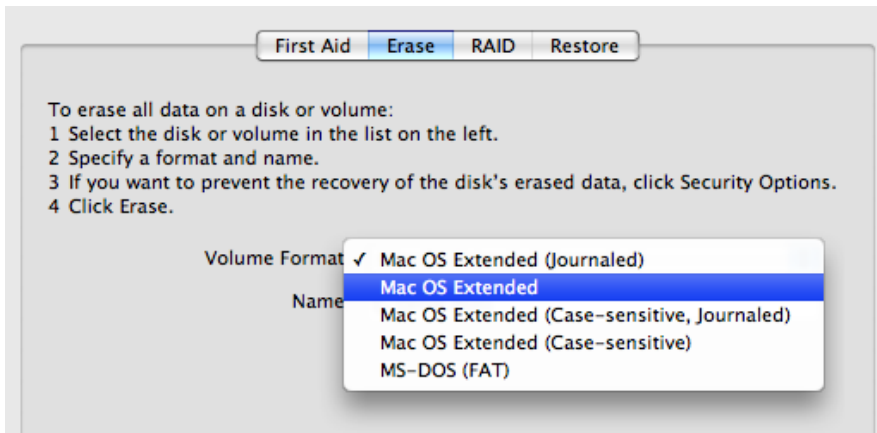 First Aid Erase RAID Restore
To erase all data on a disk or volume:
1 Select the disk or volume in the list on the left.
2 Specify a format and name.
3 If you want to prevent the recovery of the disk's erased data, click Security Options.
4 Click Erase.
Volume Format ✓ Mac OS Extended (Journaled)
Name Mac OS Extended
Mac OS Extended (Case-sensitive, Journaled)
Mac OS Extended (Case-sensitive)
MS-DOS (FAT)